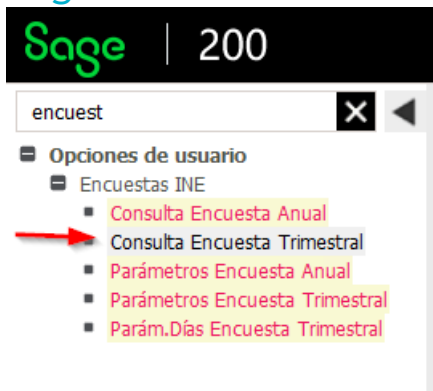 Sage | 200
encuest
Opciones de usuario
Encuestas INE
Consulta Encuesta Anual
Consulta Encuesta Trimestral
Parámetros Encuesta Anual
Parámetros Encuesta Trimestral
Parám.Días Encuesta Trimestral